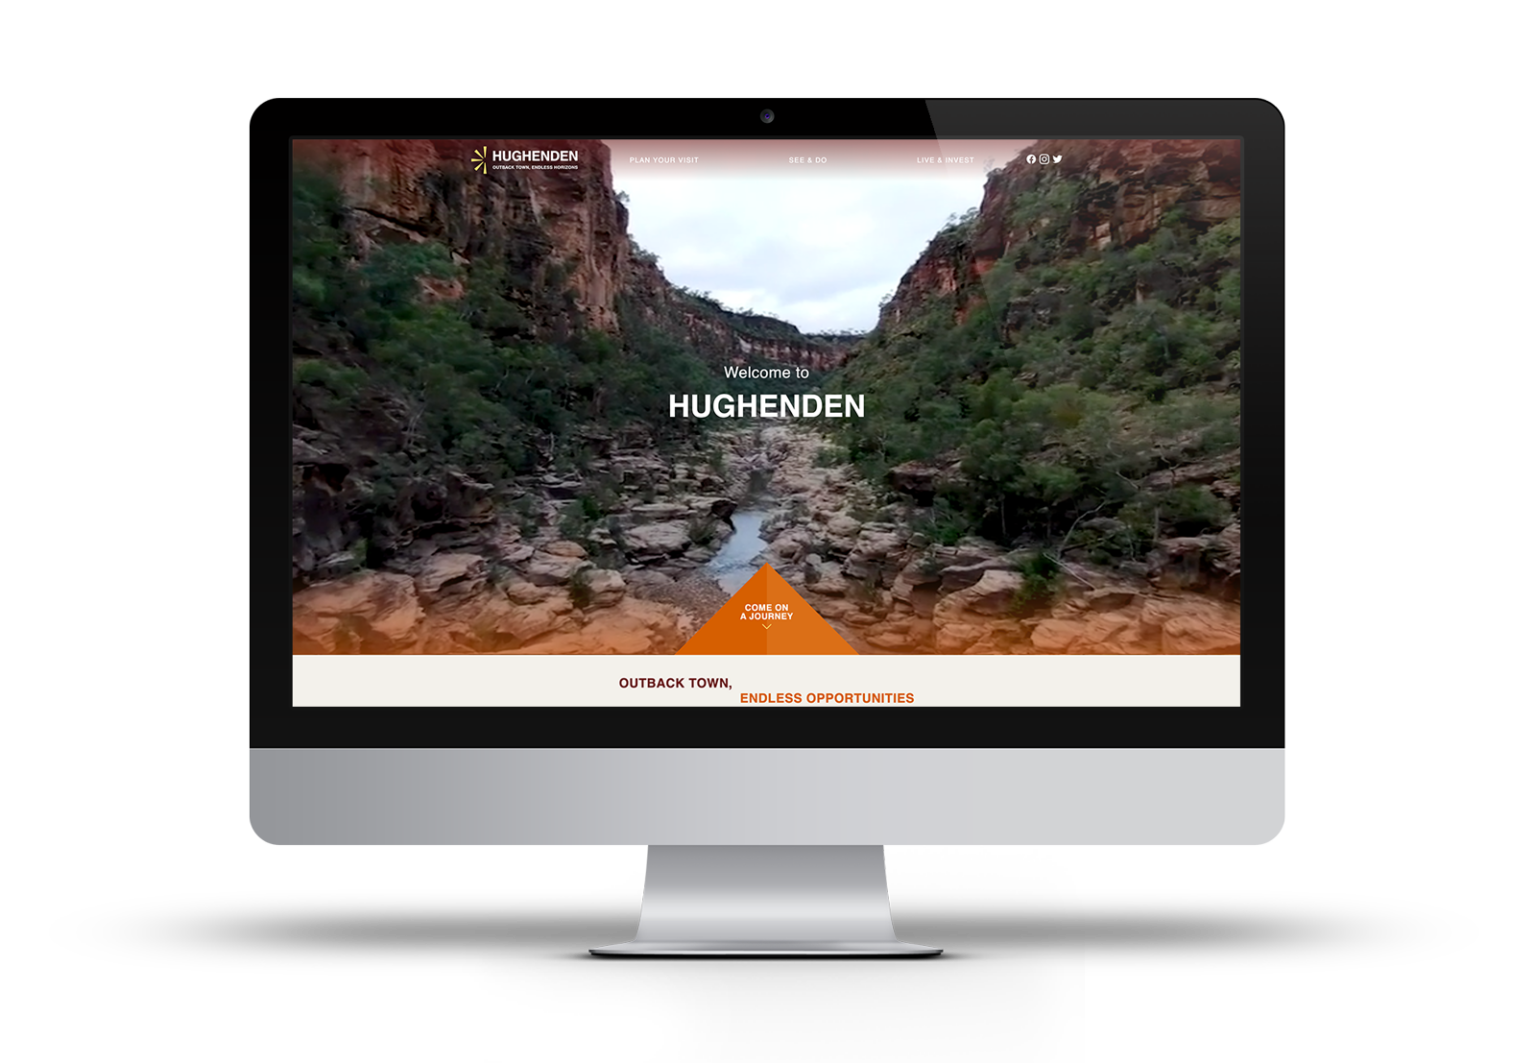 HUGHENDEN
OUTBACK TOWN, ENDLESS HORIZONS
PLAN YOUR VISIT
SEE & DO
LIVE & INVEST
Welcome to
HUGHENDEN
COME ON
A JOURNEY
OUTBACK TOWN,
ENDLESS OPPORTUNITIES